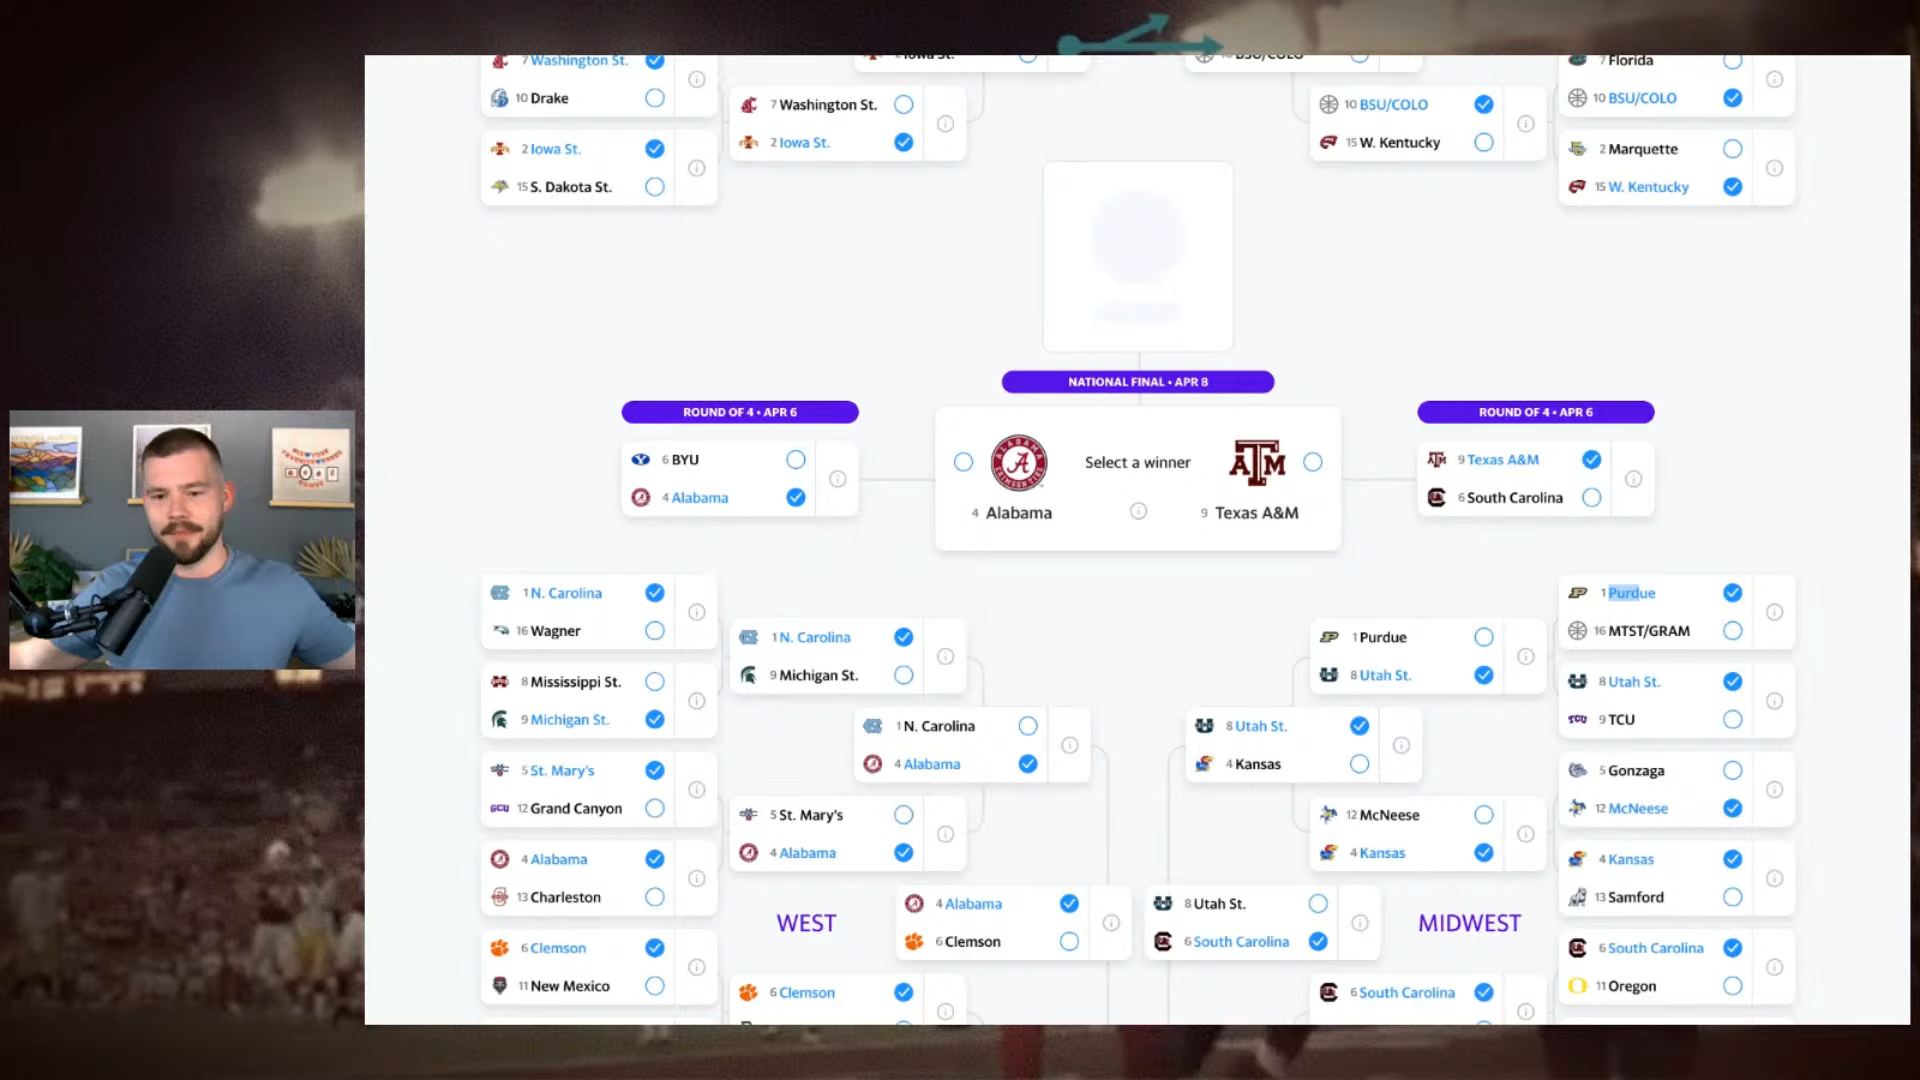 7 Washington St.
10 Drake
2 Iowa St.
15 S. Dakota St.
7 Washington St.
2 Iowa St.
Iowa St.
BSU/COLO
10 BSU/COLO
15 W. Kentucky
7 Florida
10 BSU/COLO
2 Marquette
15 W. Kentucky
NATIONAL FINAL • APR 8
ROUND OF 4 • APR 6
6 BYU
4 Alabama
Select a winner
4 Alabama
9 Texas A&M
ROUND OF 4 • APR 6
9 Texas A&M
6 South Carolina
1 N. Carolina
16 Wagner
8 Mississippi St.
9 Michigan St.
5 St. Mary's
12 Grand Canyon
4 Alabama
13 Charleston
6 Clemson
11 New Mexico
1 N. Carolina
9 Michigan St.
5 St. Mary's
4 Alabama
WEST
6 Clemson
1 N. Carolina
4 Alabama
4 Alabama
6 Clemson
8 Utah St.
6 South Carolina
8 Utah St.
4 Kansas
1 Purdue
8 Utah St.
12 McNeese
4 Kansas
MIDWEST
6 South Carolina
1 Purdue
16 MTST/GRAM
8 Utah St.
9 TCU
5 Gonzaga
12 McNeese
4 Kansas
13 Samford
6 South Carolina
11 Oregon